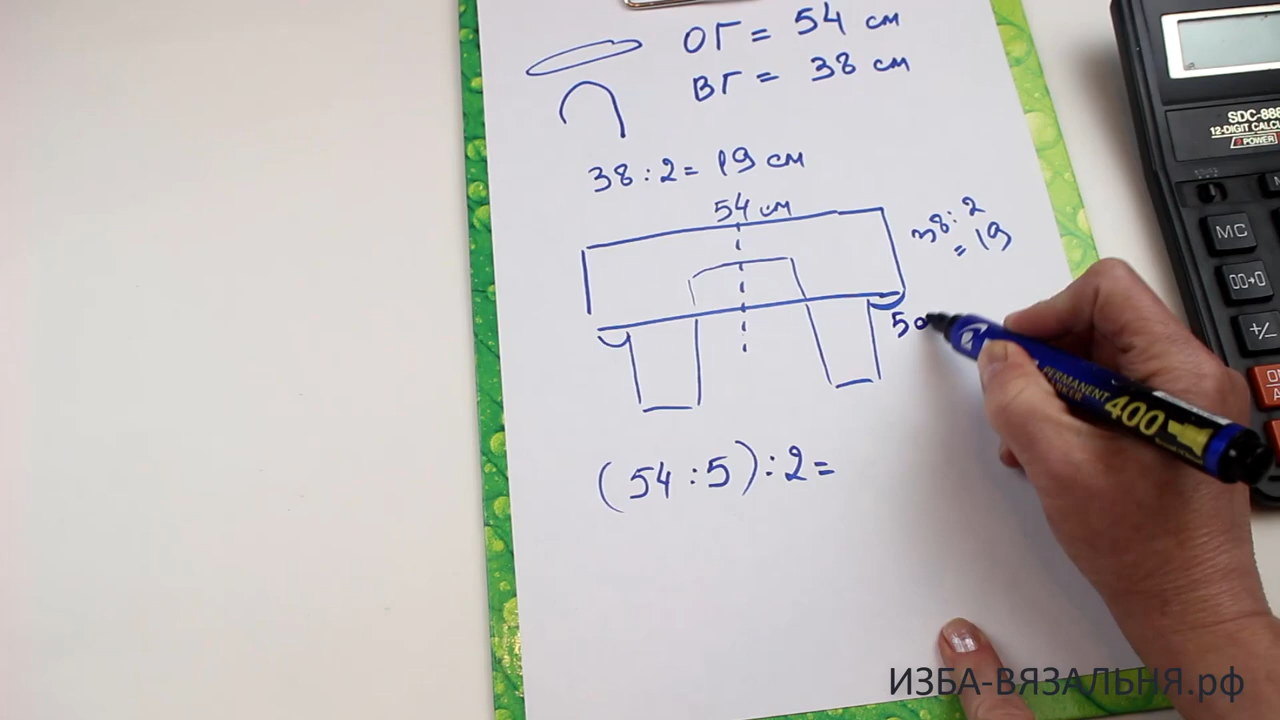 ОГ = 54 см
ВГ = 38 см
38 : 2 = 19 см
54 см
38 : 2
= 19
5
(54 : 5) : 2 =
SDC-888
12-DIGIT CALCU
2 POWER
MC
00→0
+/-
PERMANENT
MARKER
400
ИЗБА-ВЯЗАЛЬНЯ.рф